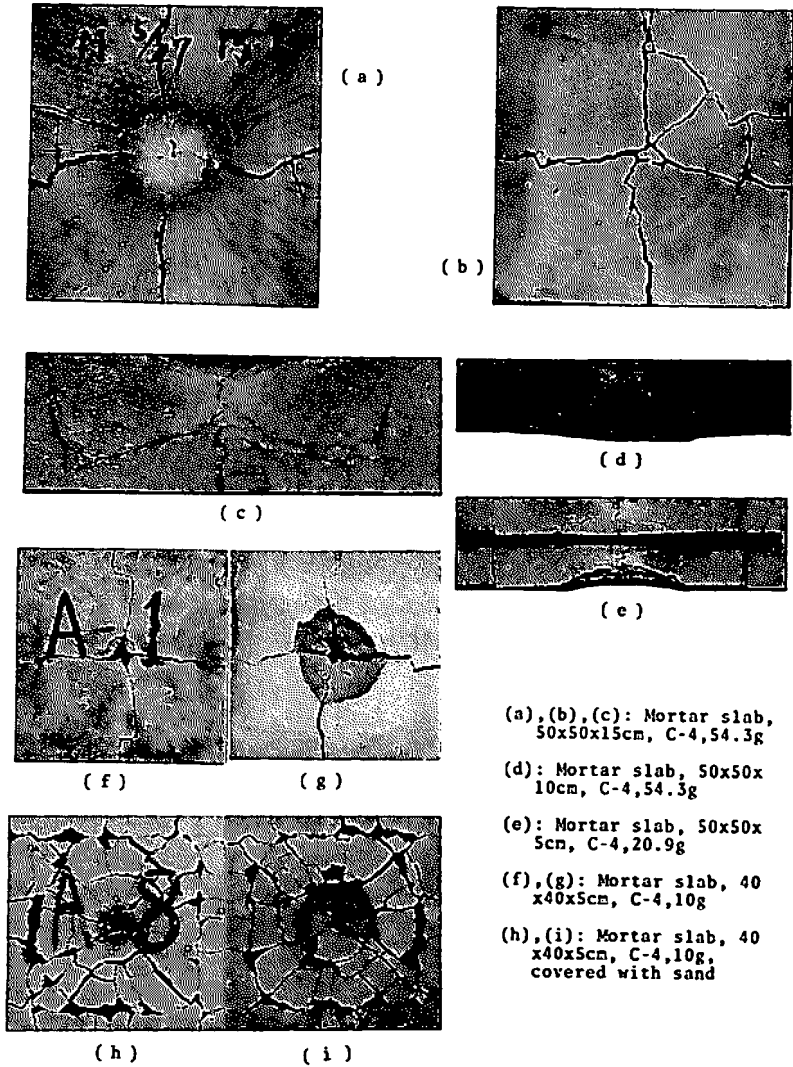 (a)
(b)
(c)
(d)
(e)
A-1
(f)
(g)
(a),(b),(c): Mortar slab,
50x50x15cm, C-4,54.3g
(d): Mortar slab, 50x50x
10cm, C-4,54.3g
(e): Mortar slab, 50x50x
5cm, C-4,20.9g
(f),(g): Mortar slab, 40
x40x5cm, C-4,10g
(h),(i): Mortar slab, 40
x40x5cm, C-4,10g,
covered with sand
A 8
(h)
(i)